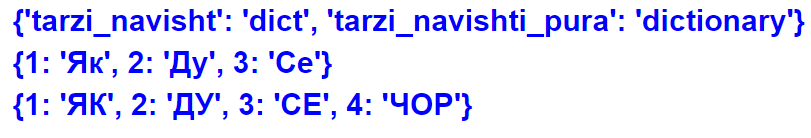 {'tarzi_navisht': 'dict', 'tarzi_navishti_pura': 'dictionary'}
{1: 'Як', 2: 'Ду', 3: 'Се'}
{1: 'ЯК', 2: 'ДУ', 3: 'СЕ', 4: 'ЧОР'}